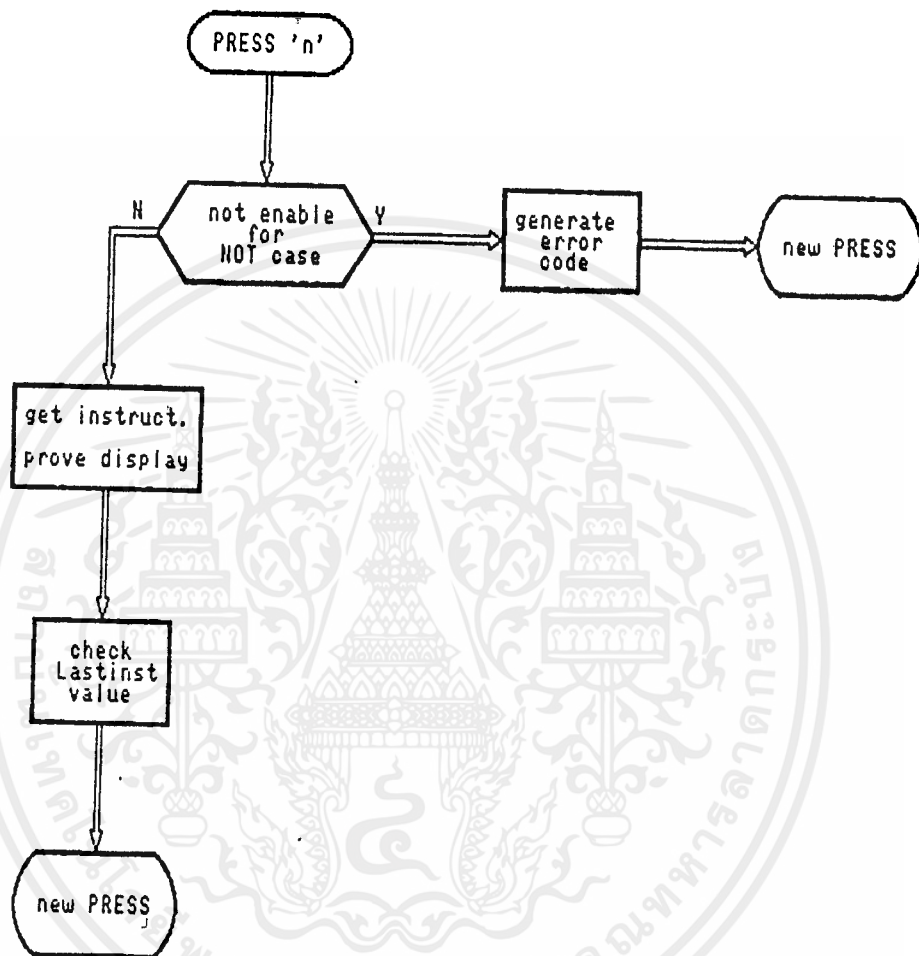 PRESS 'n'
N
not enable
for
NOT case
Y
generate
error
code
new PRESS
get instruct.
prove display
check
Lastinst
value
new PRESS